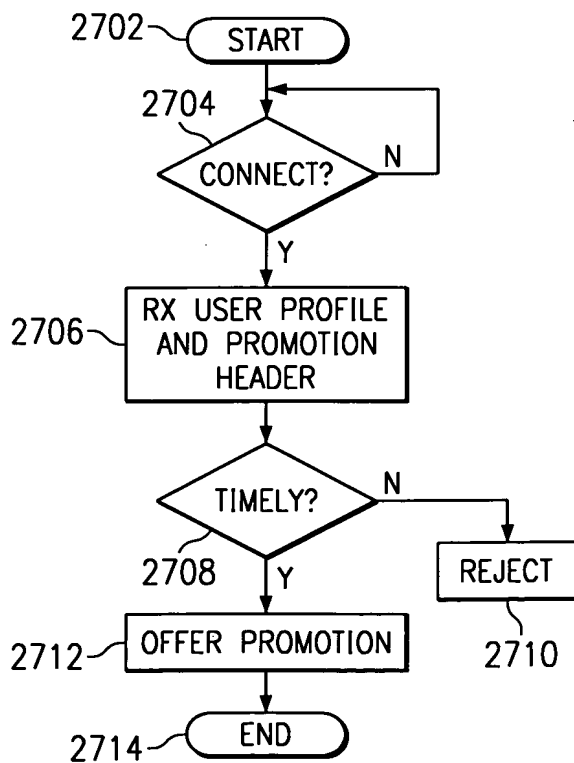 2702
START
2704
CONNECT?
N
Y
2706
RX USER PROFILE
AND PROMOTION
HEADER
TIMELY?
N
2708
Y
REJECT
2710
2712
OFFER PROMOTION
2714
END